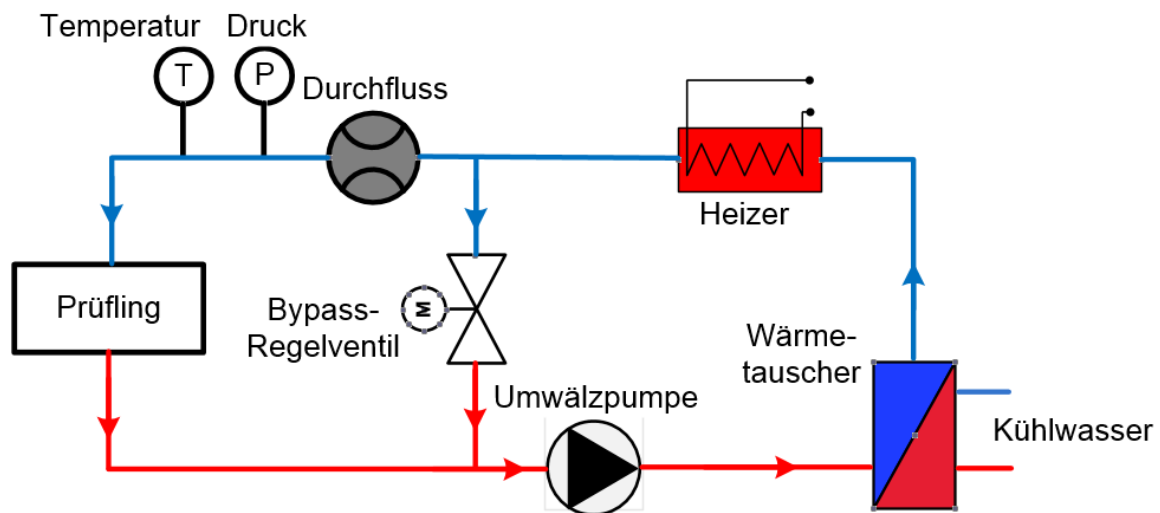 Temperatur
Druck
T
P
Durchfluss
Heizer
Prüfling
Bypass-
Regelventil
M
Wärme-
tauscher
Umwälzpumpe
Kühlwasser